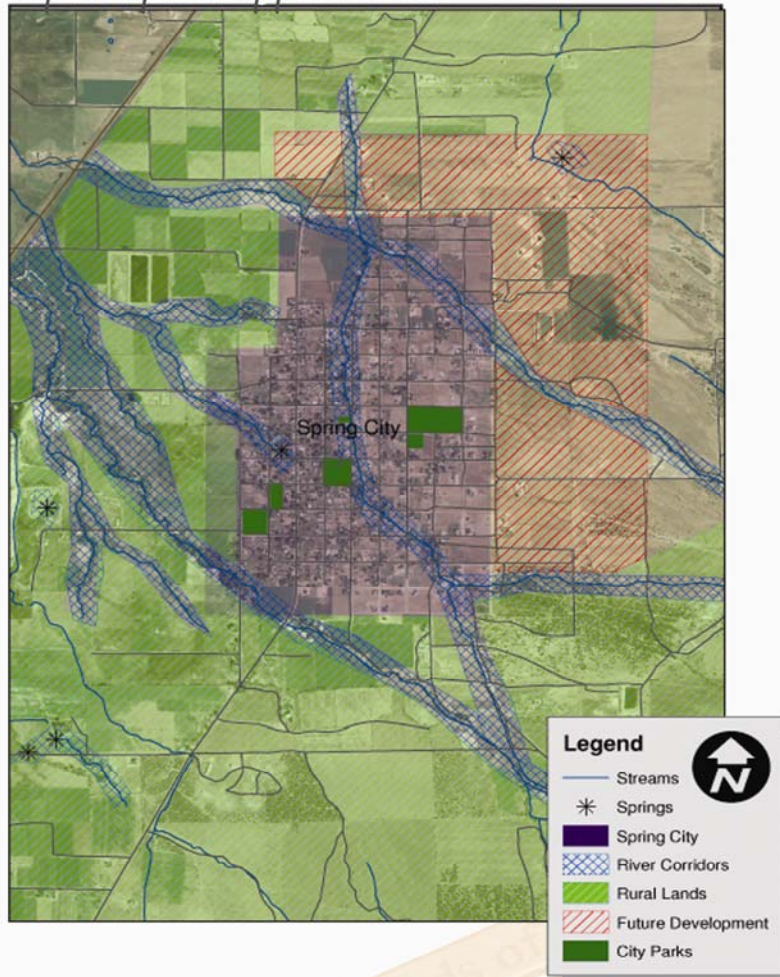 Spring City
Legend
N
Streams
Springs
Spring City
River Corridors
Rural Lands
Future Development
City Parks